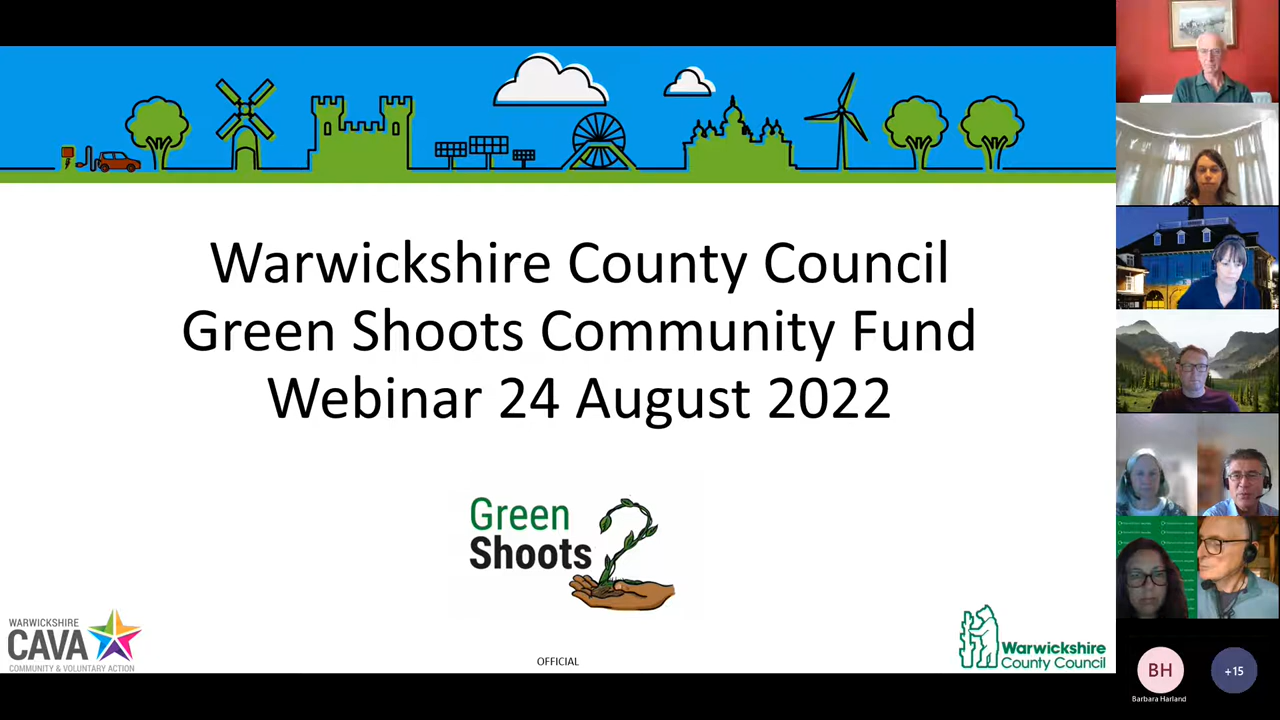 Warwickshire County Council
Green Shoots Community Fund
Webinar 24 August 2022
Green
Shoots
WARWICKSHIRE
CAVA
COMMUNITY & VOLUNTARY ACTION
OFFICIAL
Warwickshire
County Council
BH
Barbara Harland
+15